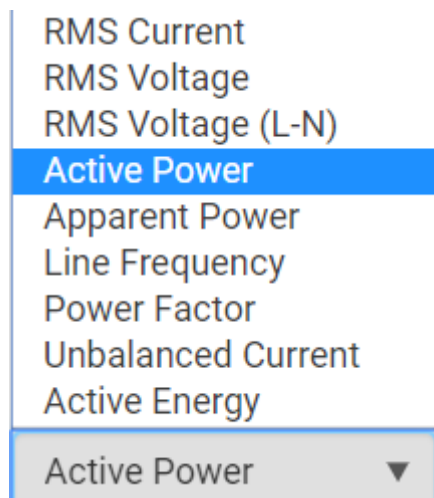 RMS Current
RMS Voltage
RMS Voltage (L-N)
Active Power
Apparent Power
Line Frequency
Power Factor
Unbalanced Current
Active Energy
Active Power